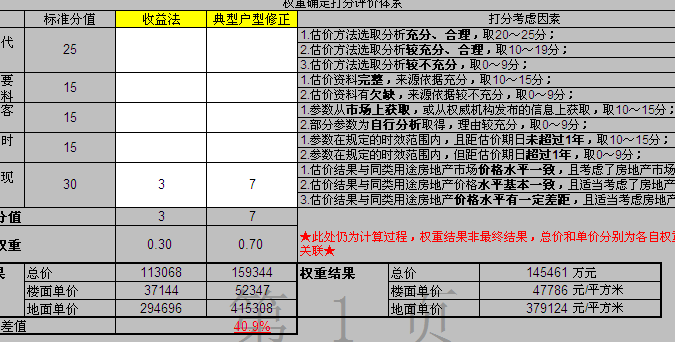 权重确定打分评价体系
标准分值 收益法 典型户型修正 打分考虑因素
代 25 1.估价方法选取分析充分、合理，取20～25分；
2.估价方法选取分析较充分、合理，取10～19分；
3.估价方法选取分析较不充分，取0～9分；
要 料 15 1.估价资料完整，来源依据充分，取10～15分；
2.估价资料有欠缺，来源依据较不充分，取0～9分；
客 15 1.参数从市场上获取，或从权威机构发布的信息上获取，取10～15分；
2.部分参数为自行分析取得，理由较充分，取0～9分；
时 15 1.参数在规定的时效范围内，且距估价期日未超过1年，取10～15分；
2.参数在规定的时效范围内，但距估价期日超过1年，取0～9分；
现 30 3 7 1.估价结果与同类用途房地产市场价格水平一致，且考虑了房地产市场
2.估价结果与同类用途房地产价格水平基本一致，且适当考虑了房地产
3.估价结果与同类用途房地产价格水平有一定差距，且适当考虑房地产
分值 3 7
权重 0.30 0.70 ★此处仍为计算过程，权重结果非最终结果，总价和单价分别为各自权重
关联★
果 总价 113068 159344 权重结果 总价 145461 万元
楼面单价 37144 52347 楼面单价 47786 元/平方米
地面单价 294696 415308 地面单价 379124 元/平方米
差值 40.9%
第 1 页